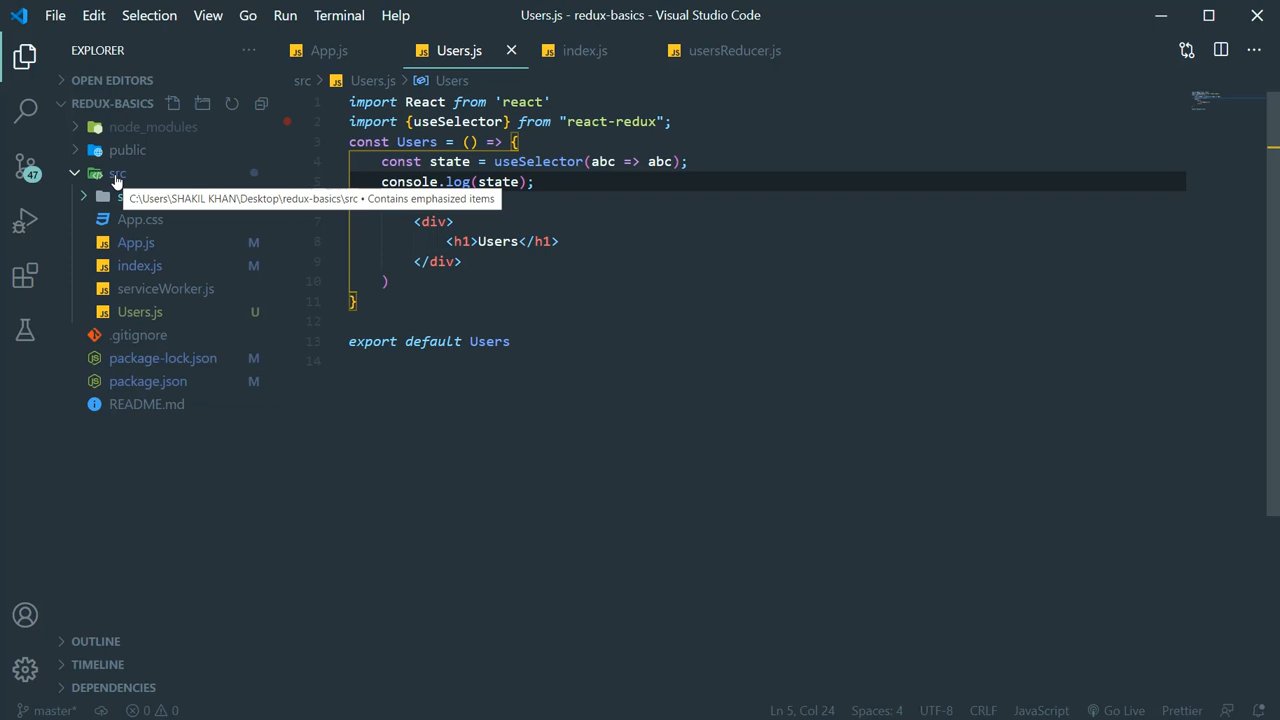 File Edit Selection View Go Run Terminal Help
Users.js - redux-basics - Visual Studio Code
EXPLORER
App.js
Users.js
index.js
usersReducer.js
OPEN EDITORS
src > Users.js > Users
REDUX-BASICS
node_modules
public
src
C:\Users\SHAKIL KHAN\Desktop\redux-basics\src • Contains emphasized items
App.css
App.js M
index.js M
serviceWorker.js
Users.js U
.gitignore
package-lock.json M
package.json M
README.md
47
1 import React from 'react'
2 import {useSelector} from "react-redux";
3 const Users = () => {
4 const state = useSelector(abc => abc);
5 console.log(state);
7 <div>
8 <h1>Users</h1>
9 </div>
10 )
11 }
12
13 export default Users
14
OUTLINE
TIMELINE
DEPENDENCIES
master* 0 0
Ln 5, Col 24 Spaces: 4 UTF-8 CRLF JavaScript Go Live Prettier